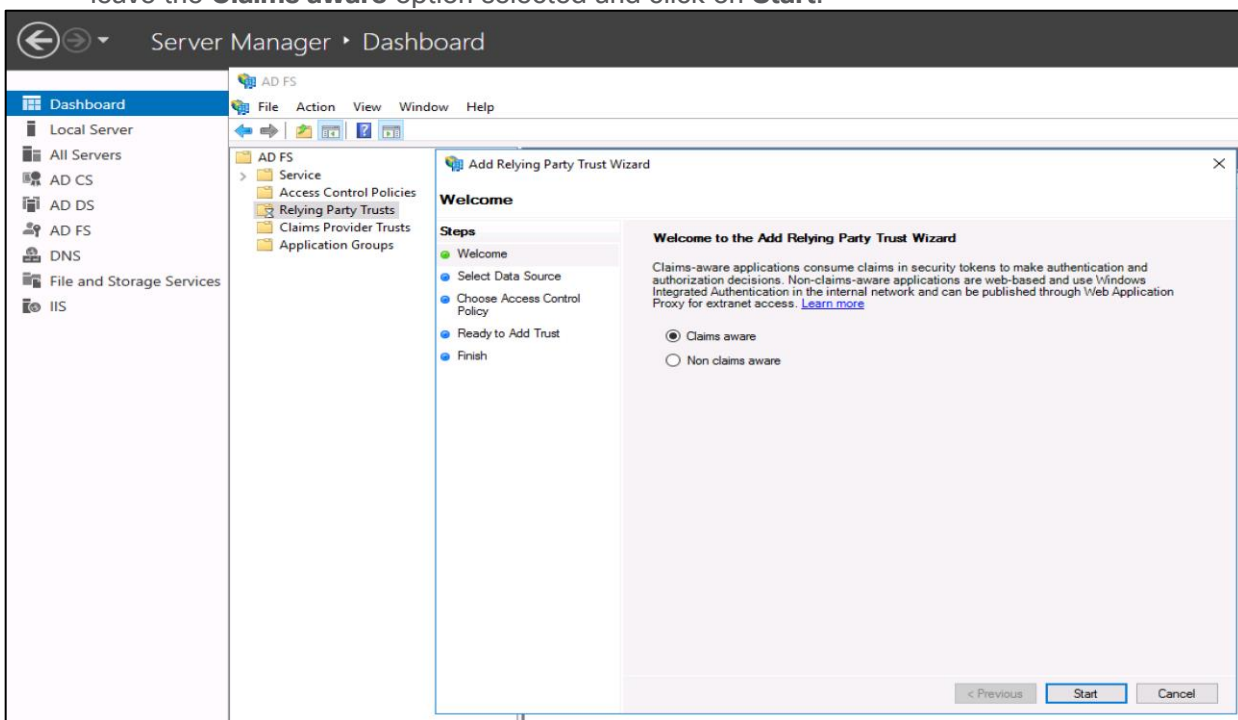 leave the Claims aware option selected and click on Start.
Server Manager ‣ Dashboard
Dashboard
Local Server
All Servers
AD CS
AD DS
AD FS
DNS
File and Storage Services
IIS
AD FS
File Action View Window Help
AD FS
Service
Access Control Policies
Relying Party Trusts
Claims Provider Trusts
Application Groups
Add Relying Party Trust Wizard
Welcome
Steps
Welcome
Select Data Source
Choose Access Control
Policy
Ready to Add Trust
Finish
Welcome to the Add Relying Party Trust Wizard
Claims-aware applications consume claims in security tokens to make authentication and
authorization decisions. Non-claims-aware applications are web-based and use Windows
Integrated Authentication in the internal network and can be published through Web Application
Proxy for extranet access. Learn more
Claims aware
Non claims aware
< Previous Start Cancel